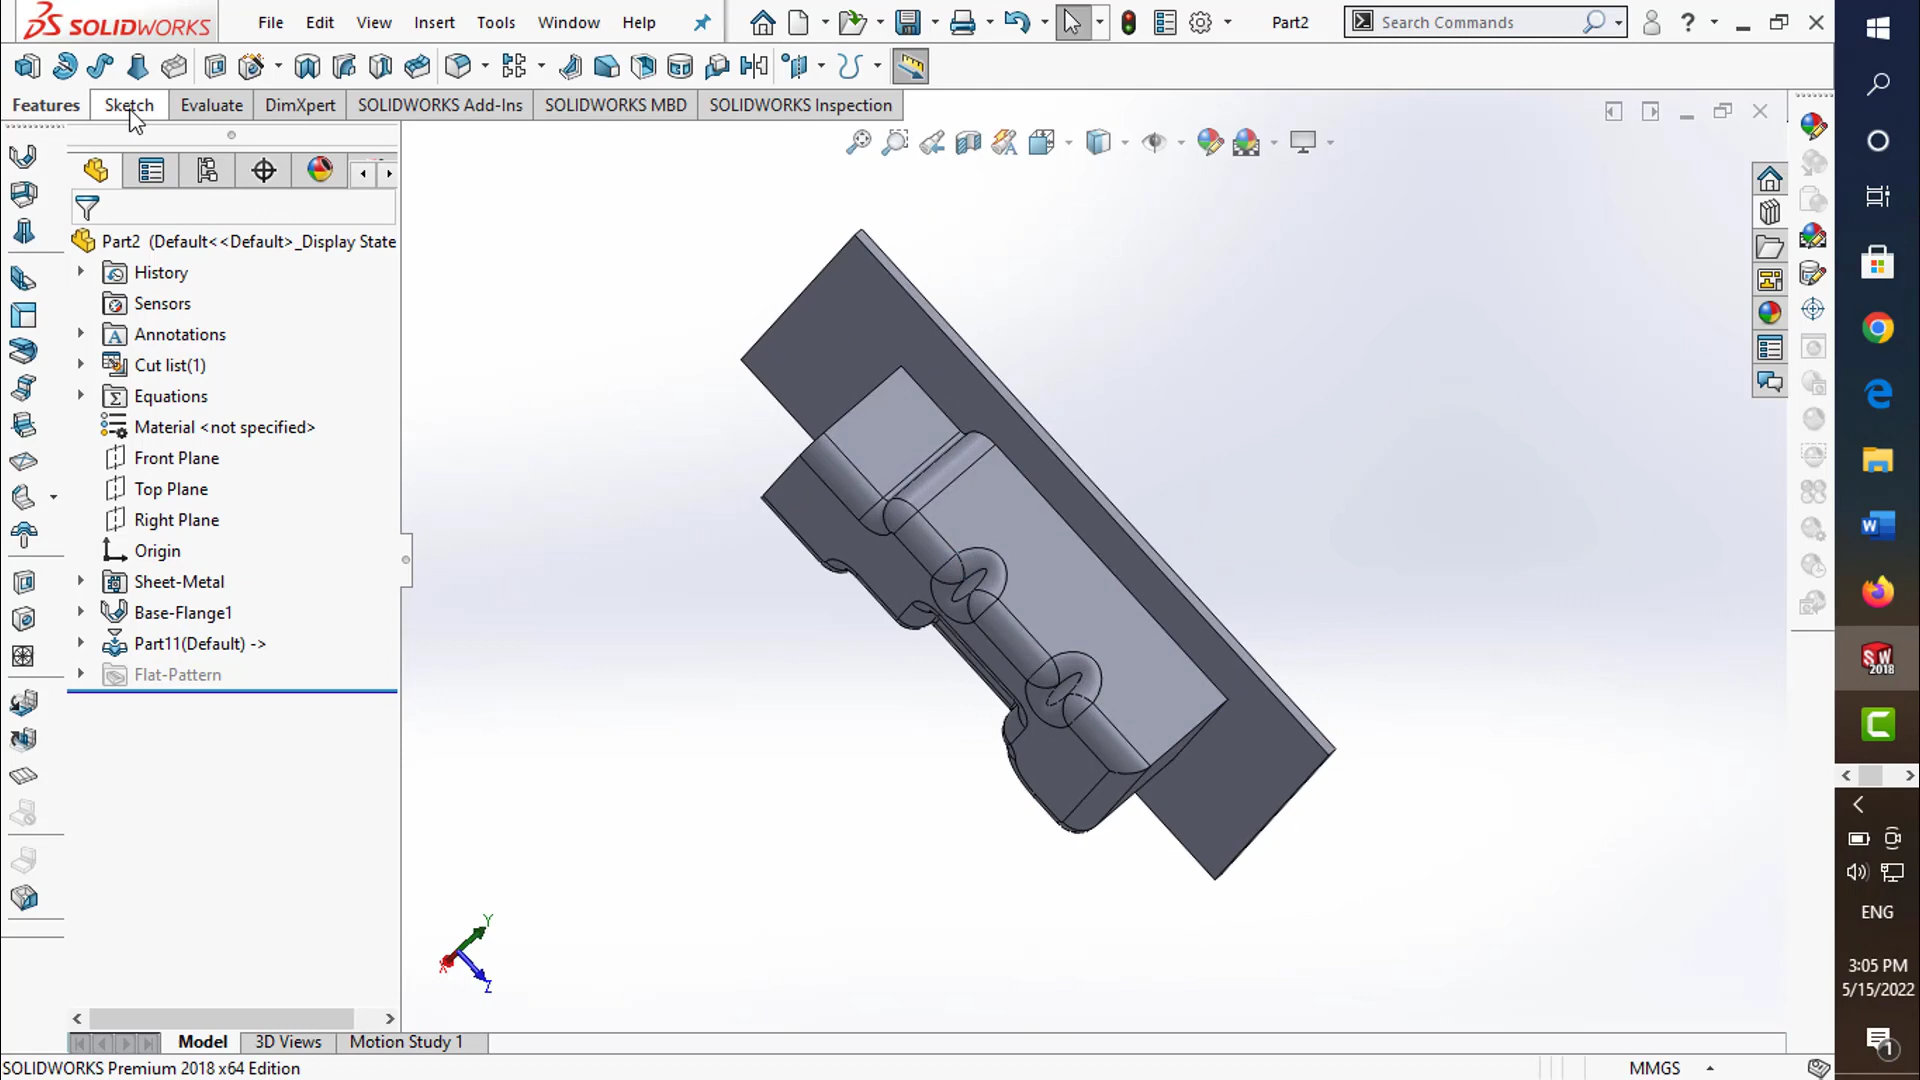 SOLIDWORKS File Edit View Insert Tools Window Help Part2 Search Commands ?
Features Sketch Evaluate DimXpert SOLIDWORKS Add-Ins SOLIDWORKS MBD SOLIDWORKS Inspection
Part2 (Default<<Default>_Display State
History
Sensors
Annotations
Cut list(1)
Equations
Material <not specified>
Front Plane
Top Plane
Right Plane
Origin
Sheet-Metal
Base-Flange1
Part11(Default) ->
Flat-Pattern
Y
X
Z
Model 3D Views Motion Study 1
SOLIDWORKS Premium 2018 x64 Edition MMGS
SW
2018
ENG
3:05 PM
5/15/2022
1